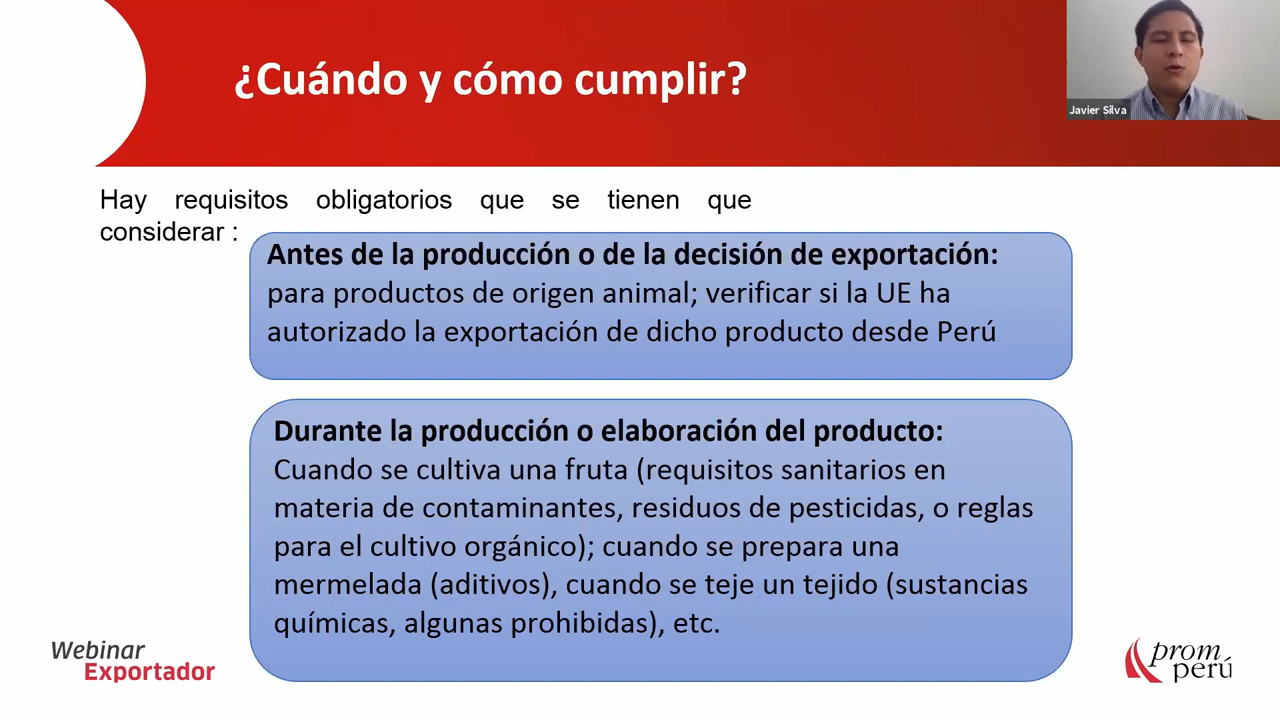 ¿Cuándo y cómo cumplir?
Javier Silva
Hay requisitos obligatorios que se tienen que
considerar :
Antes de la producción o de la decisión de exportación:
para productos de origen animal; verificar si la UE ha
autorizado la exportación de dicho producto desde Perú
Durante la producción o elaboración del producto:
Cuando se cultiva una fruta (requisitos sanitarios en
materia de contaminantes, residuos de pesticidas, o reglas
para el cultivo orgánico); cuando se prepara una
mermelada (aditivos), cuando se teje un tejido (sustancias
químicas, algunas prohibidas), etc.
Webinar
Exportador
prom
perú